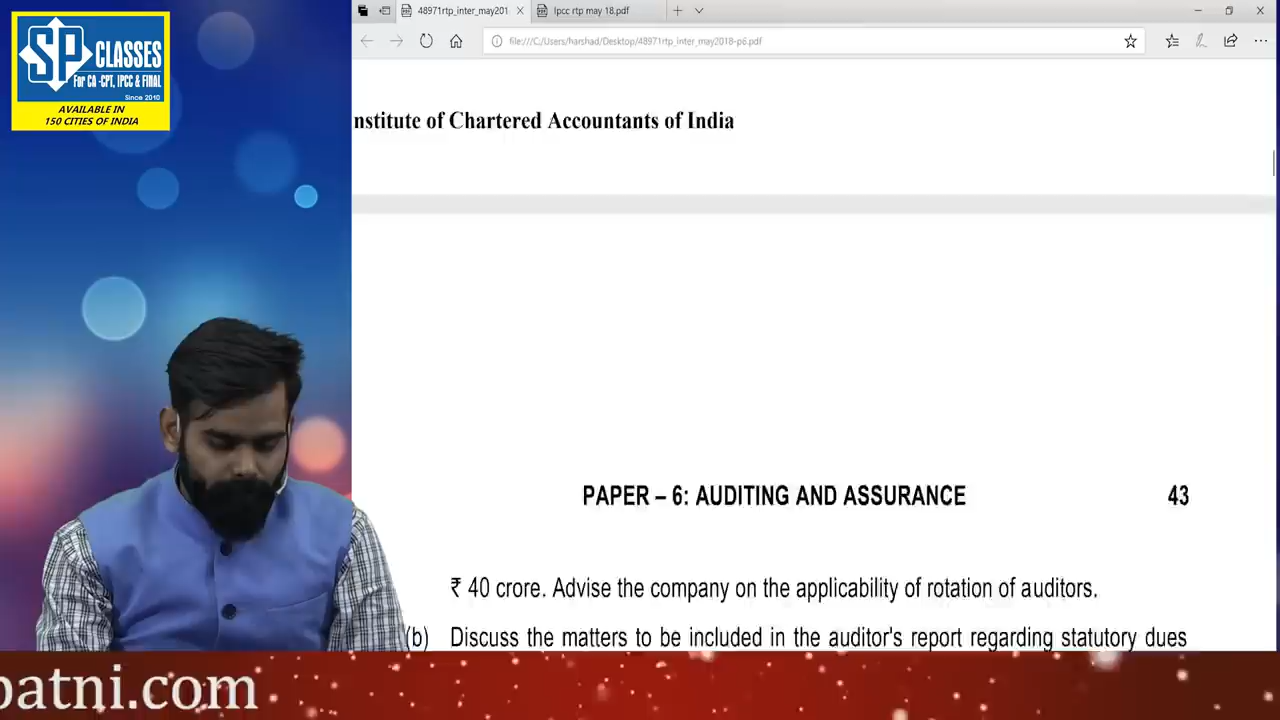 SP CLASSES
For CA -CPT, IPCC & FINAL
Since 2010
AVAILABLE IN
150 CITIES OF INDIA
48971rtp_inter_may201
Ipcc rtp may 18.pdf
file:///C:/Users/harshad/Desktop/48971rtp_inter_may2018-p6.pdf
nstitute of Chartered Accountants of India
PAPER – 6: AUDITING AND ASSURANCE 43
₹ 40 crore. Advise the company on the applicability of rotation of auditors.
(b) Discuss the matters to be included in the auditor's report regarding statutory dues
patni.com